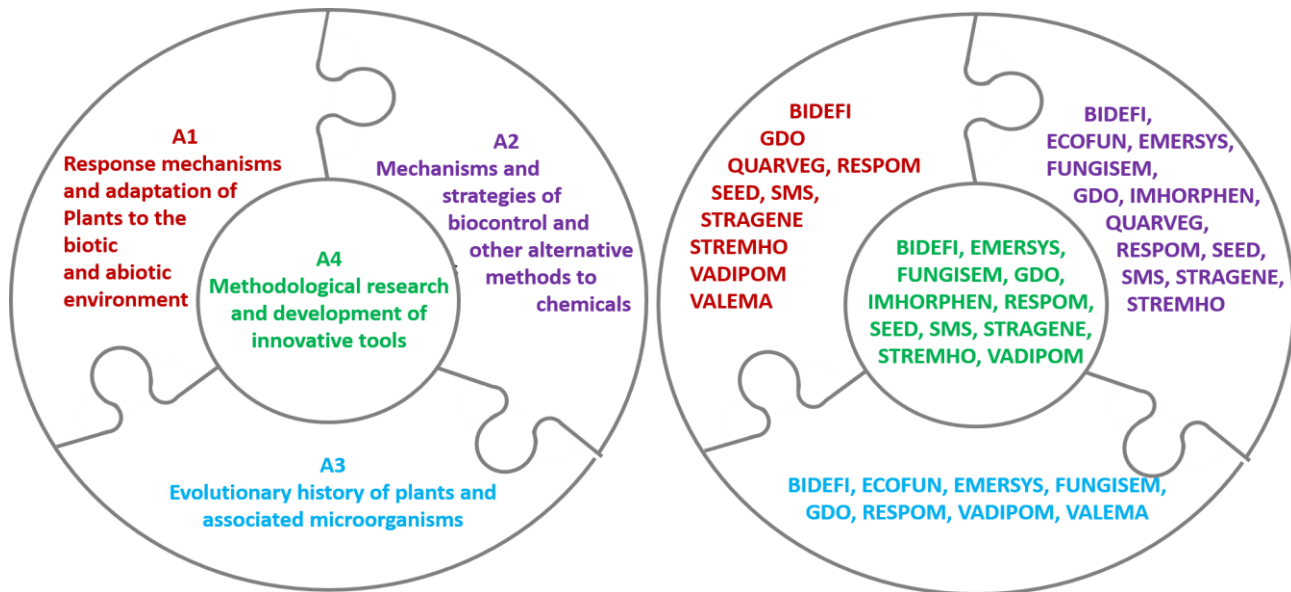 A1
Response mechanisms
and adaptation of
Plants to the
biotic
and abiotic
environment
A2
Mechanisms and
strategies of
biocontrol and
other alternative
methods to
chemicals
A4
Methodological research
and development of
innovative tools
A3
Evolutionary history of plants and
associated microorganisms
BIDEFI
GDO
QUARVEG, RESPOM
SEED, SMS,
STRAGENE
STREMHO
VADIPOM
VALEMA
BIDEFI,
ECOFUN, EMERSYS,
FUNGISEM,
GDO, IMHORPHEN,
QUARVEG,
RESPOM, SEED,
SMS, STRAGENE,
STREMHO
BIDEFI, EMERSYS,
FUNGISEM, GDO,
IMHORPHEN, RESPOM,
SEED, SMS, STRAGENE,
STREMHO, VADIPOM
BIDEFI, ECOFUN, EMERSYS, FUNGISEM,
GDO, RESPOM, VADIPOM, VALEMA